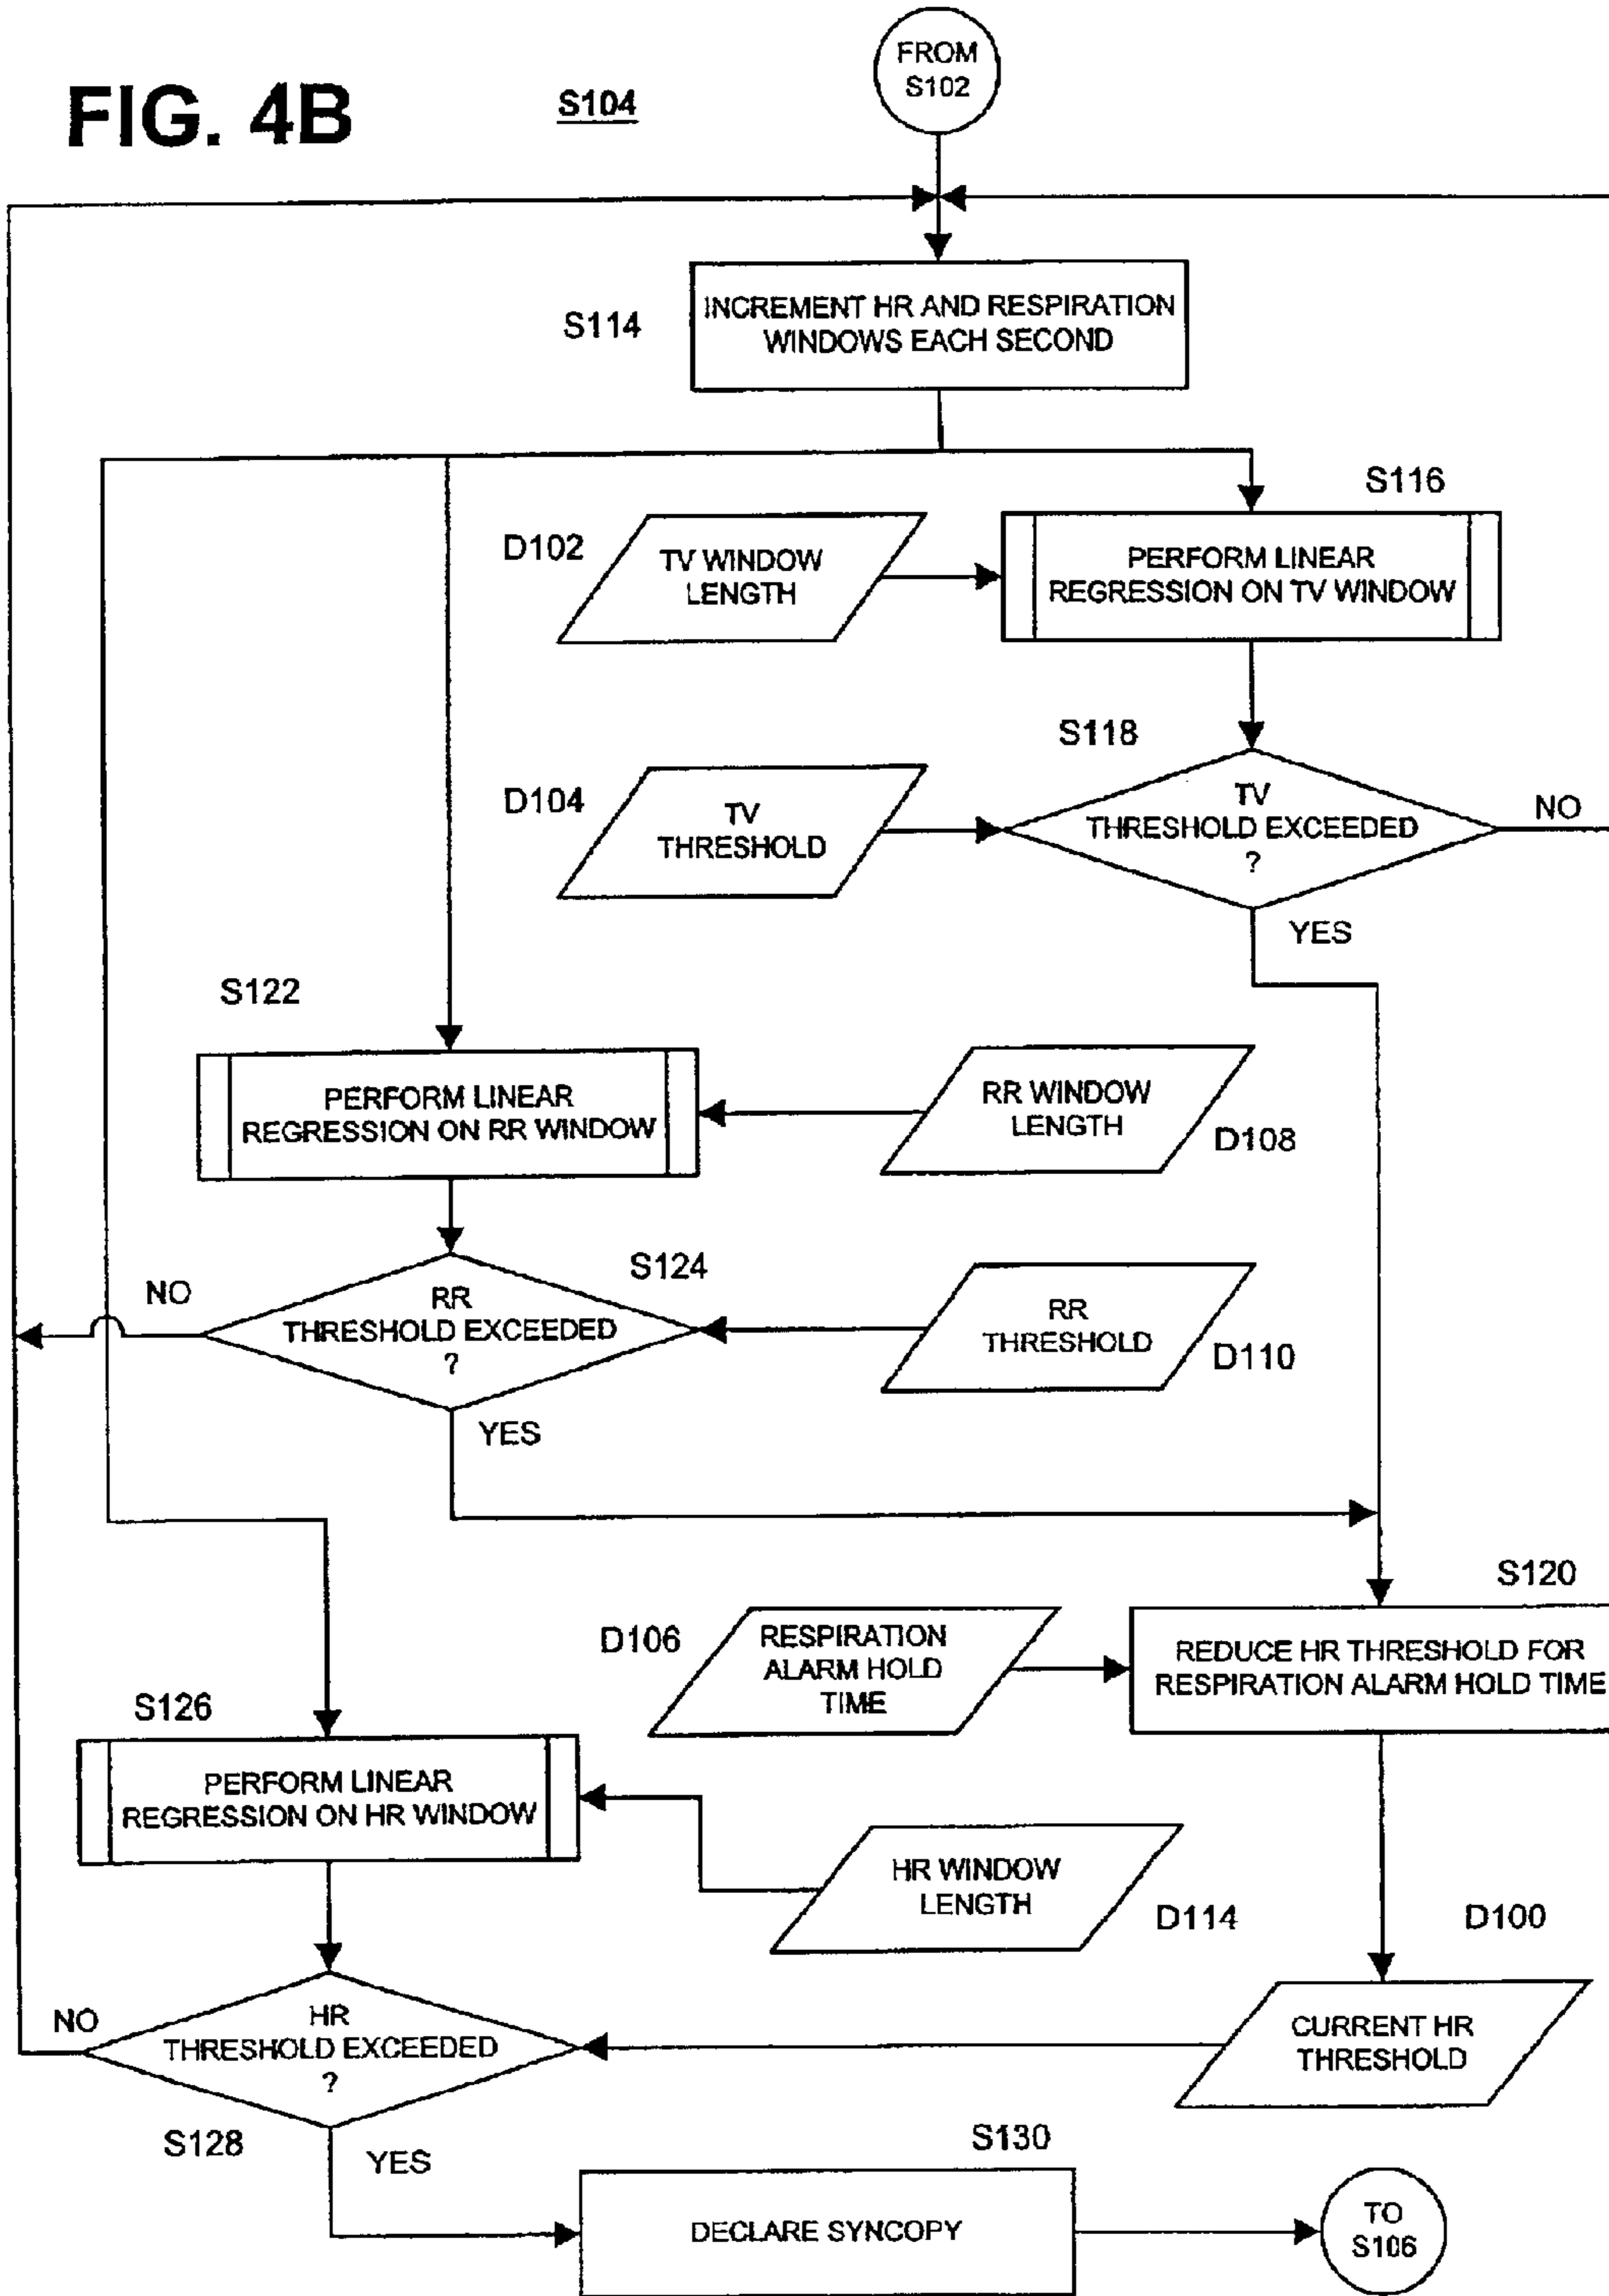 FIG. 4B
S104
FROM
S102
S114
INCREMENT HR AND RESPIRATION
WINDOWS EACH SECOND
S116
D102
TV WINDOW
LENGTH
PERFORM LINEAR
REGRESSION ON TV WINDOW
S118
D104
TV
THRESHOLD
TV
THRESHOLD EXCEEDED
?
NO
YES
S122
PERFORM LINEAR
REGRESSION ON RR WINDOW
RR WINDOW
LENGTH
D108
S124
NO
RR
THRESHOLD EXCEEDED
?
RR
THRESHOLD
D110
YES
S120
D106
RESPIRATION
ALARM HOLD
TIME
REDUCE HR THRESHOLD FOR
RESPIRATION ALARM HOLD TIME
S126
PERFORM LINEAR
REGRESSION ON HR WINDOW
HR WINDOW
LENGTH
D114
D100
NO
HR
THRESHOLD EXCEEDED
?
CURRENT HR
THRESHOLD
S128
YES
S130
DECLARE SYNCOPY
TO
S106